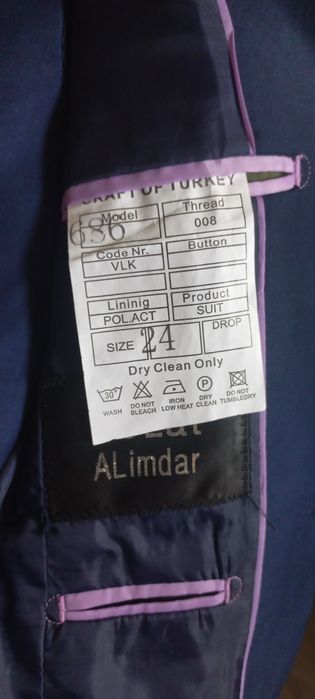 CRAFT OF TURKEY
Model Thread
686 008
Code Nr. Button
VLK
Lininig Product
POL.ACT SUIT
SIZE 24 DROP
Dry Clean Only
30° P
WASH DO NOT BLEACH IRON LOW HEAT DRY CLEAN DO NOT TUMBLEDRY
ALimdar